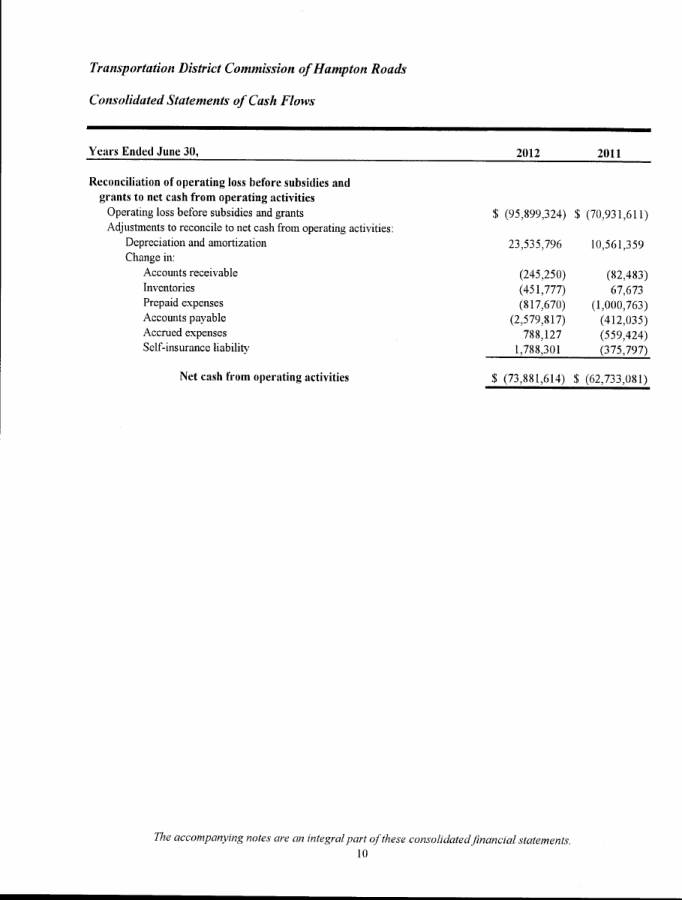 Transportation District Commission of Hampton Roads
Consolidated Statements of Cash Flows
Years Ended June 30, 2012 2011
Reconciliation of operating loss before subsidies and
grants to net cash from operating activities
Operating loss before subsidies and grants $ (95,899,324) $ (70,931,611)
Adjustments to reconcile to net cash from operating activities:
Depreciation and amortization 23,535,796 10,561,359
Change in:
Accounts receivable (245,250) (82,483)
Inventories (451,777) 67,673
Prepaid expenses (817,670) (1,000,763)
Accounts payable (2,579,817) (412,035)
Accrued expenses 788,127 (559,424)
Self-insurance liability 1,788,301 (375,797)
Net cash from operating activities $ (73,881,614) $ (62,733,081)
The accompanying notes are an integral part of these consolidated financial statements.
10